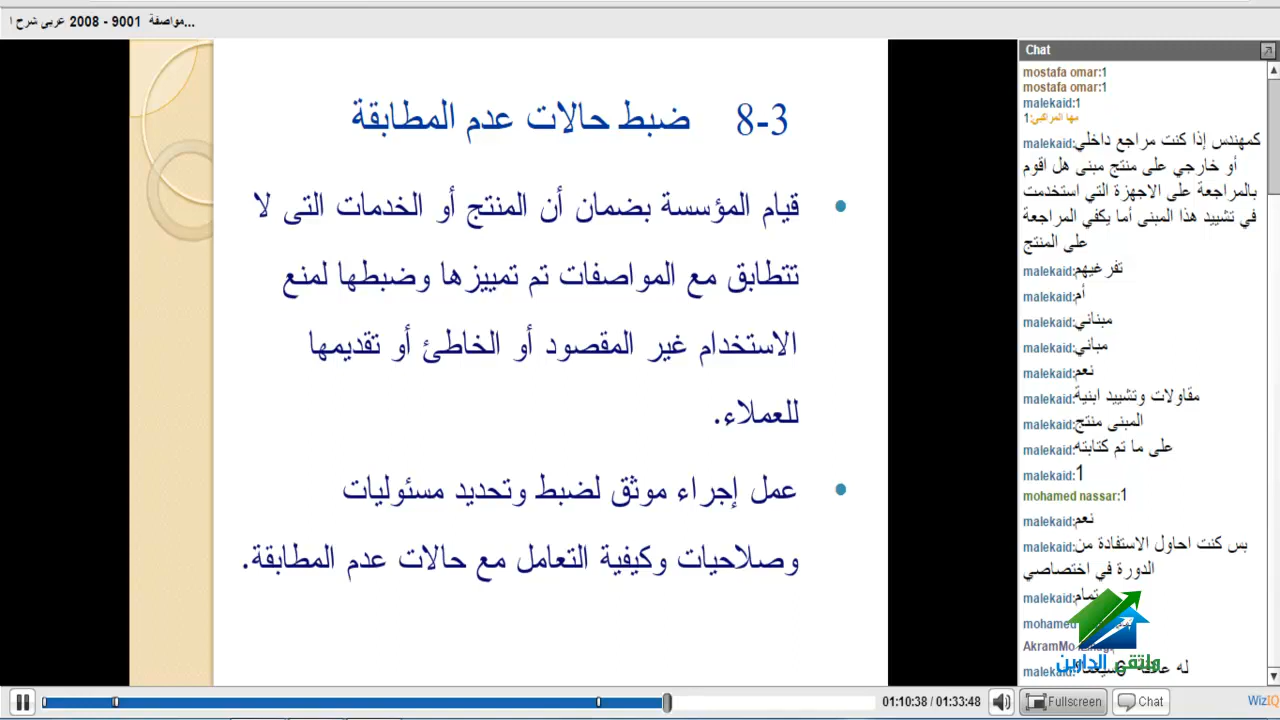 مواصفة 9001 - 2008 عربى شرح ا...
8-3 ضبط حالات عدم المطابقة
قيام المؤسسة بضمان أن المنتج أو الخدمات التى لا
تتطابق مع المواصفات تم تمييزها وضبطها لمنع
الاستخدام غير المقصود أو الخاطئ أو تقديمها
للعملاء.
عمل إجراء موثق لضبط وتحديد مسئوليات
وصلاحيات وكيفية التعامل مع حالات عدم المطابقة.
Chat
mostafa omar:1
mostafa omar:1
malekaid:1
مها المراكبي:1
malekaid:كمهندس إذا كنت مراجع داخلي
أو خارجي على منتج مبنى هل اقوم
بالمراجعة على الاجهزة التي استخدمت
في تشييد هذا المبنى أما يكفي المراجعة
على المنتج
malekaid:تفرغيهم
malekaid:أم
malekaid:مبناني
malekaid:مباني
malekaid:نعم
malekaid:مقاولات وتشييد ابنية
malekaid:المبنى منتج
malekaid:على ما تم كتابته
malekaid:1
mohamed nassar:1
malekaid:نعم
malekaid:بس كنت احاول الاستفادة من
الدورة في اختصاصي
malekaid:تمام
mohamed
AkramMo
malekaid: له
ملتقى الدارين
01:10:38 / 01:33:48
Fullscreen
Chat
WizIQ